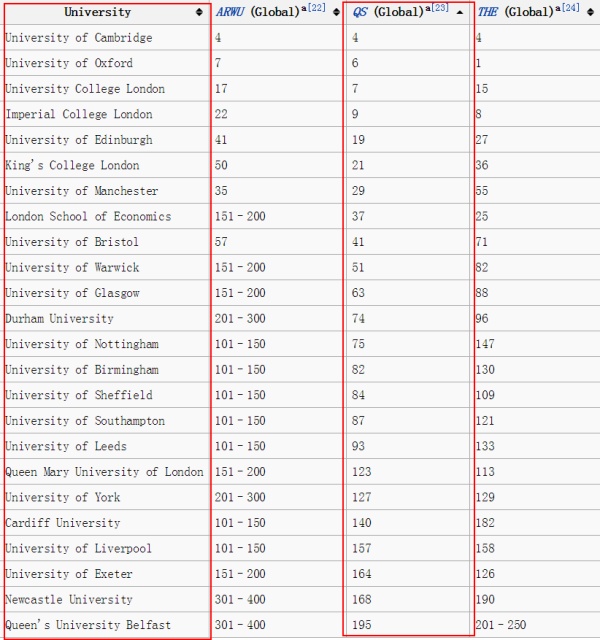 University ARWU (Global)ᵃ[22] QS (Global)ᵃ[23] THE (Global)ᵃ[24]
University of Cambridge 4 4 4
University of Oxford 7 6 1
University College London 17 7 15
Imperial College London 22 9 8
University of Edinburgh 41 19 27
King's College London 50 21 36
University of Manchester 35 29 55
London School of Economics 151–200 37 25
University of Bristol 57 41 71
University of Warwick 151–200 51 82
University of Glasgow 151–200 63 88
Durham University 201–300 74 96
University of Nottingham 101–150 75 147
University of Birmingham 101–150 82 130
University of Sheffield 101–150 84 109
University of Southampton 101–150 87 121
University of Leeds 101–150 93 133
Queen Mary University of London 151–200 123 113
University of York 201–300 127 129
Cardiff University 101–150 140 182
University of Liverpool 101–150 157 158
University of Exeter 151–200 164 126
Newcastle University 301–400 168 190
Queen's University Belfast 301–400 195 201–250